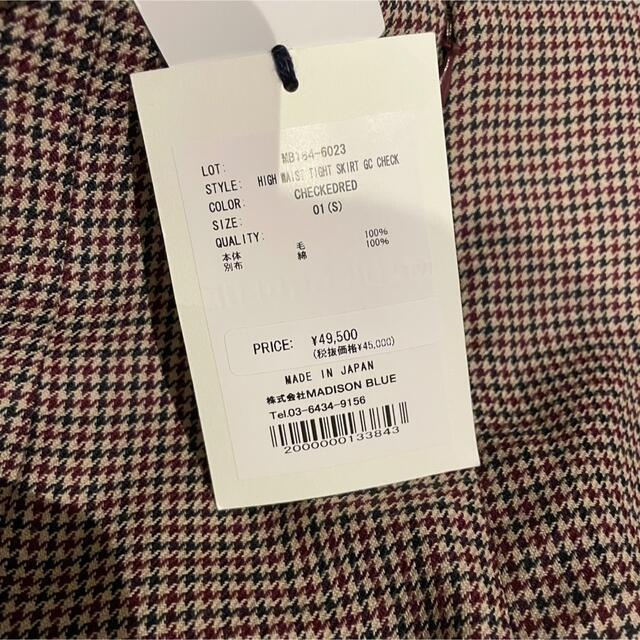 LOT: MB184-6023
STYLE: HIGH WAIST TIGHT SKIRT GC CHECK
COLOR: CHECKEDRED
SIZE: 01(S)
QUALITY:
本体 毛 100%
別布 綿 100%
PRICE: ¥49,500
(税抜価格¥45,000)
MADE IN JAPAN
株式会社MADISON BLUE
Tel.03-6434-9156
2000000133843